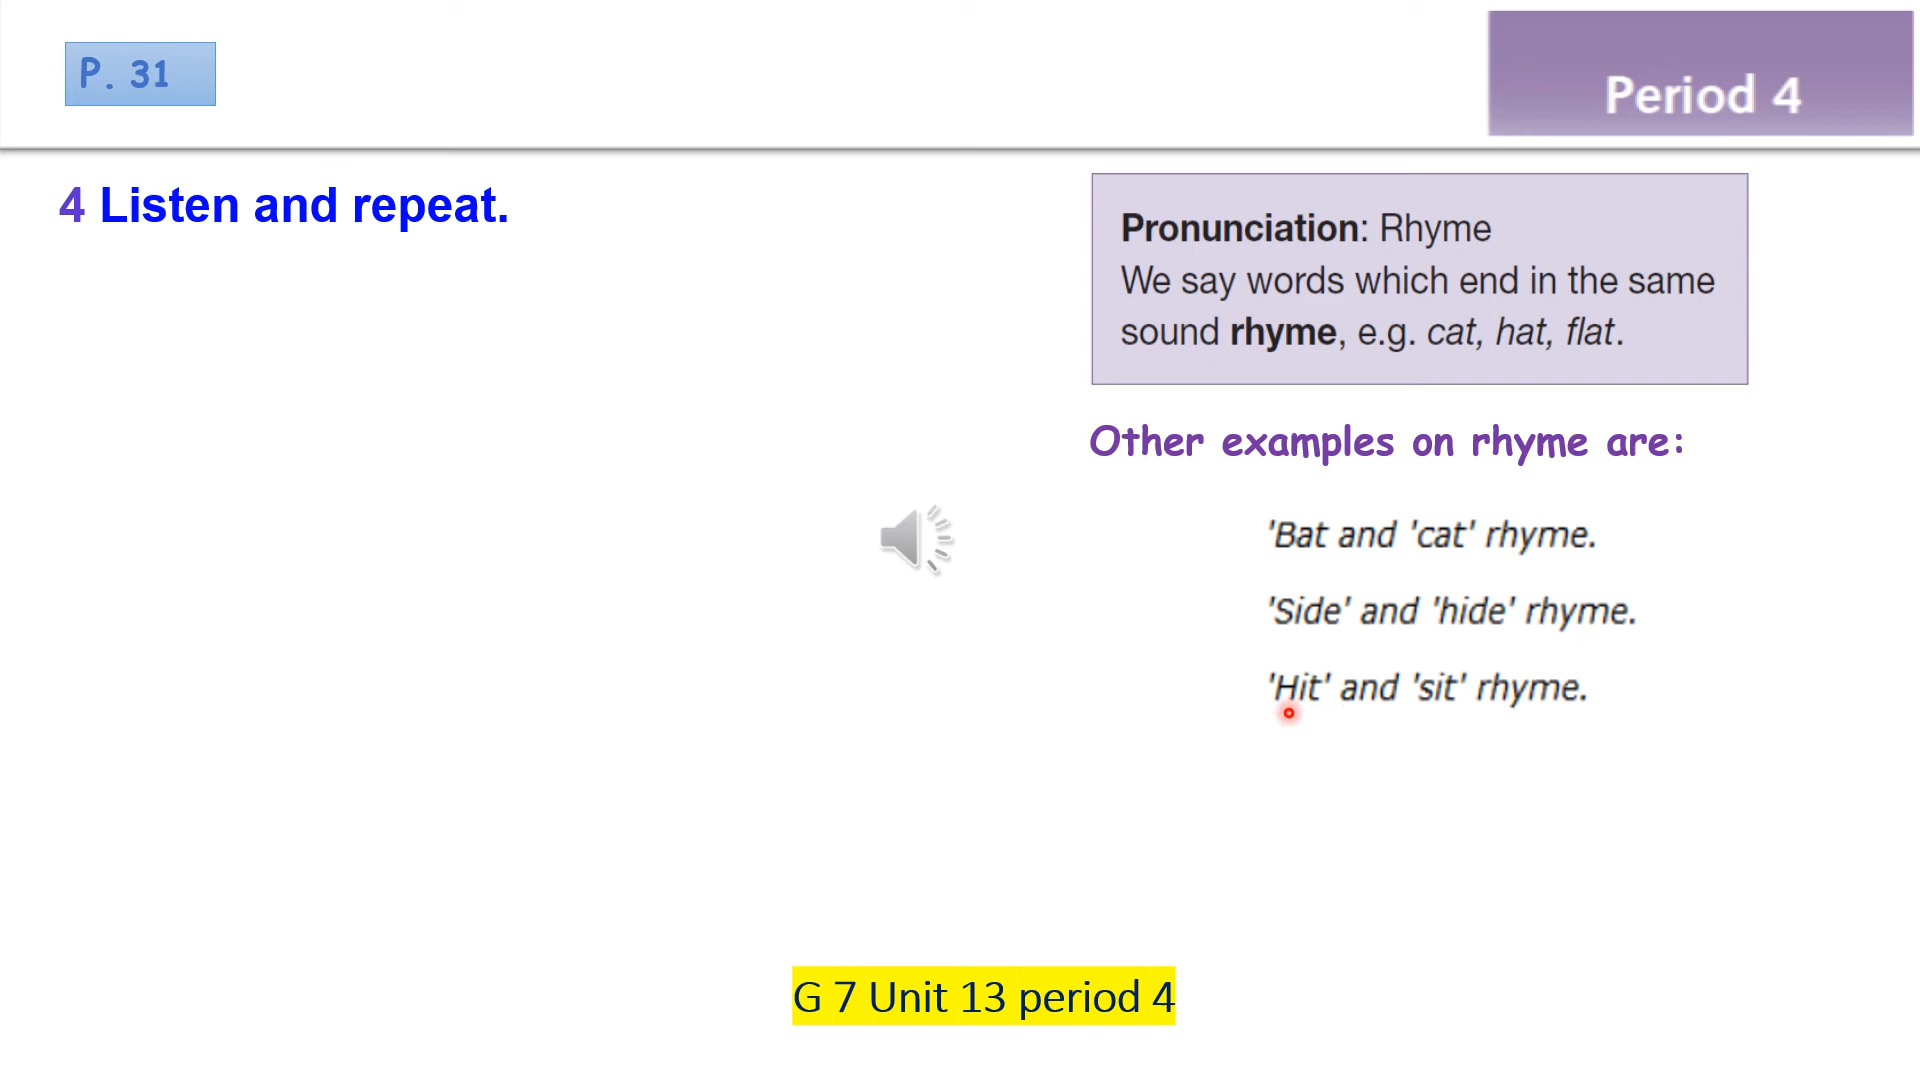 P. 31
Period 4
4 Listen and repeat.
Pronunciation: Rhyme
We say words which end in the same
sound rhyme, e.g. cat, hat, flat.
Other examples on rhyme are:
'Bat and 'cat' rhyme.
'Side' and 'hide' rhyme.
'Hit' and 'sit' rhyme.
G 7 Unit 13 period 4